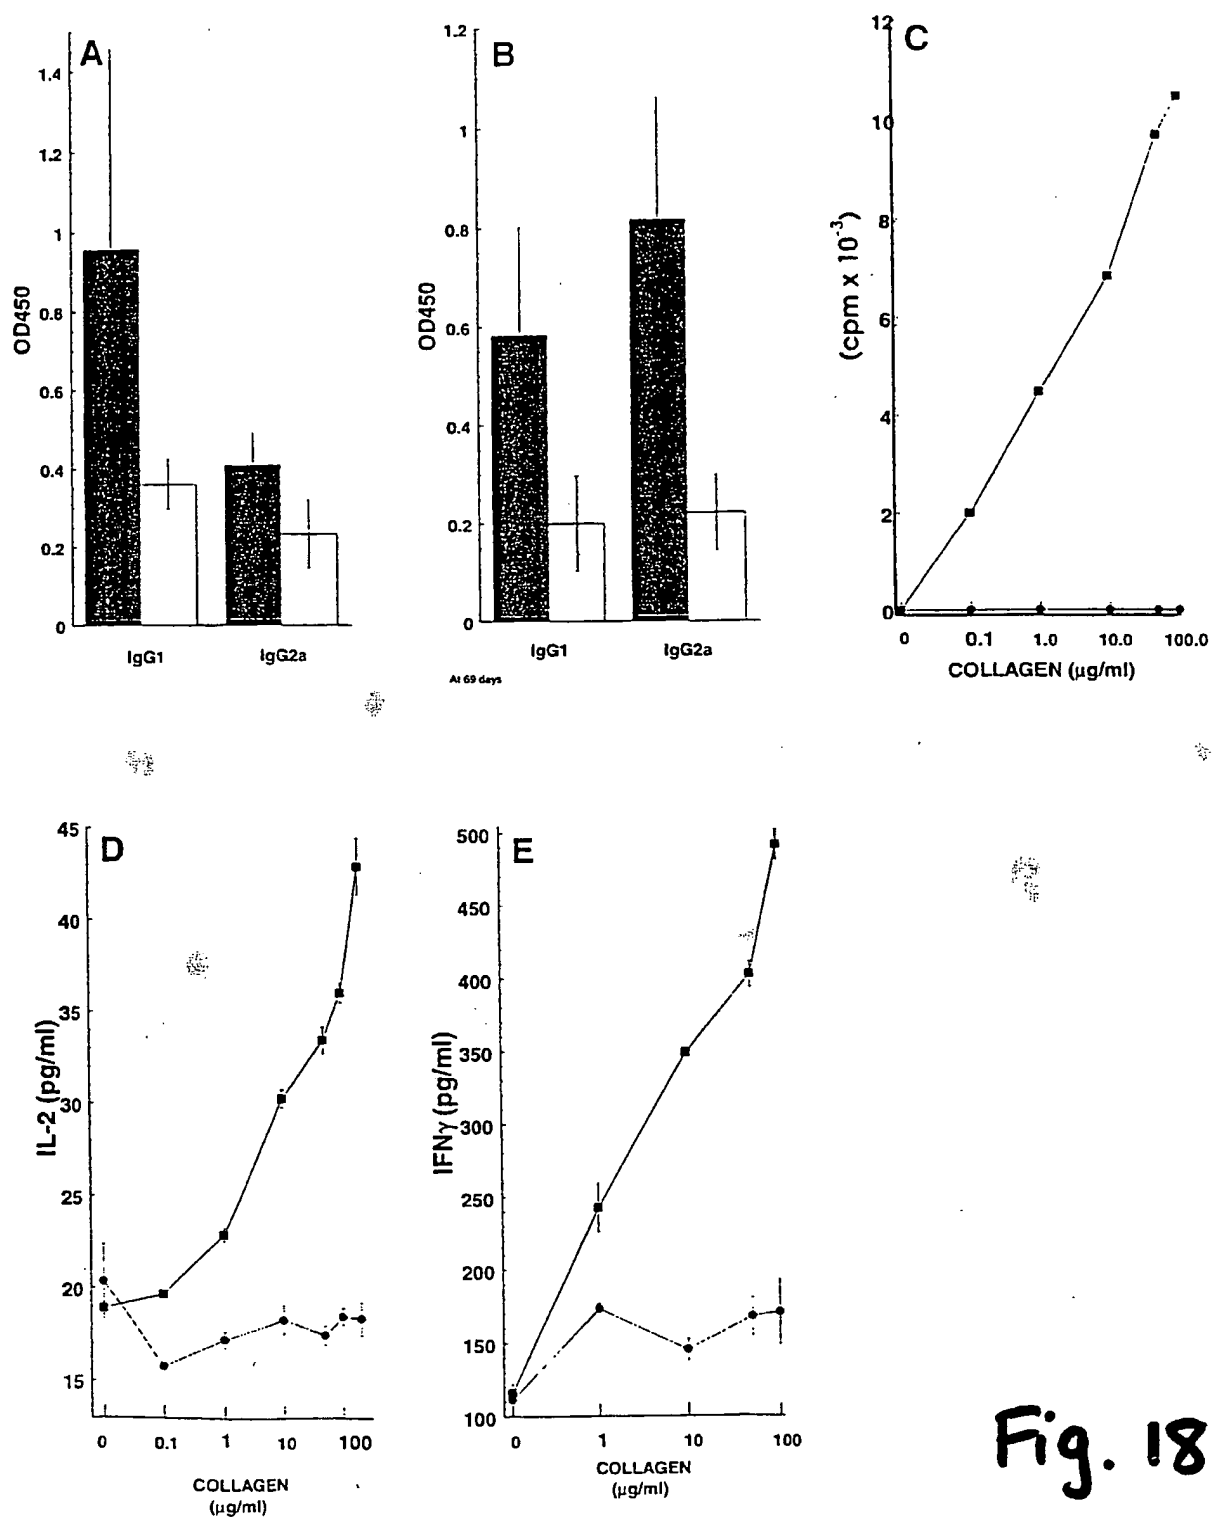 A
1.4
1.2
1
0.8
0.6
0.4
0.2
0
OD450
IgG1 IgG2a
B
1.2
1
0.8
0.6
0.4
0.2
0
OD450
IgG1 IgG2a
At 69 days
C
12
10
8
6
4
2
0
(cpm x 10-3)
0 0.1 1.0 10.0 100.0
COLLAGEN (µg/ml)
D
45
40
35
30
25
20
15
IL-2 (pg/ml)
0 0.1 1 10 100
COLLAGEN
(µg/ml)
E
500
450
400
350
300
250
200
150
100
IFNγ (pg/ml)
0 1 10 100
COLLAGEN
(µg/ml)
Fig. 18